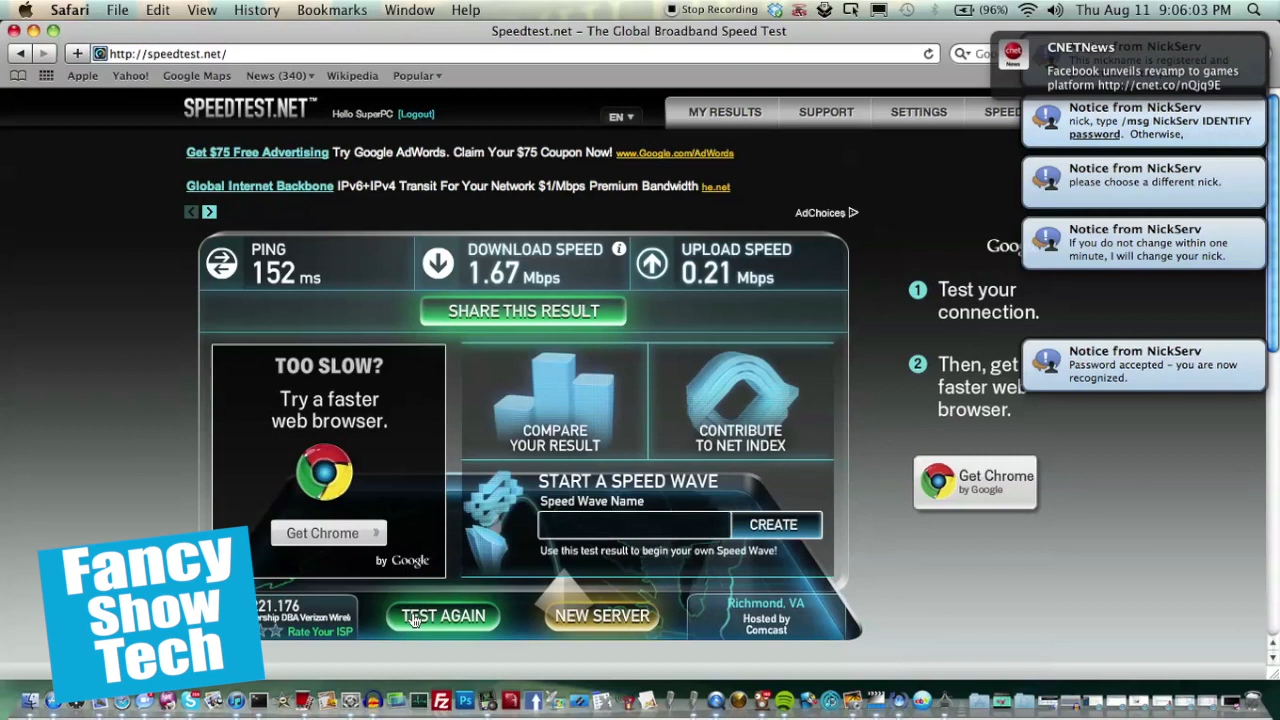 Safari File Edit View History Bookmarks Window Help Stop Recording (96%) Thu Aug 11 9:06:03 PM
Speedtest.net – The Global Broadband Speed Test
http://speedtest.net/
Apple Yahoo! Google Maps News (340) Wikipedia Popular
CNETNews
Facebook unveils revamp to games
platform http://cnet.co/nQjq9E
Notice from NickServ
nick, type /msg NickServ IDENTIFY
password. Otherwise,
Notice from NickServ
please choose a different nick.
Notice from NickServ
If you do not change within one
minute, I will change your nick.
Notice from NickServ
Password accepted – you are now
recognized.
SPEEDTEST.NET™ Hello SuperPC [Logout] EN MY RESULTS SUPPORT SETTINGS
Get $75 Free Advertising Try Google AdWords. Claim Your $75 Coupon Now! www.Google.com/AdWords
Global Internet Backbone IPv6+IPv4 Transit For Your Network $1/Mbps Premium Bandwidth he.net
AdChoices
PING
152 ms
DOWNLOAD SPEED
1.67 Mbps
UPLOAD SPEED
0.21 Mbps
SHARE THIS RESULT
TOO SLOW?
Try a faster
web browser.
Get Chrome
by Google
COMPARE
YOUR RESULT
CONTRIBUTE
TO NET INDEX
START A SPEED WAVE
Speed Wave Name
CREATE
Use this test result to begin your own Speed Wave!
1 Test your
connection.
2 Then, get
faster web
browser.
Get Chrome
by Google
21.176
ership DBA Verizon Wirel
Rate Your ISP
TEST AGAIN
NEW SERVER
Richmond, VA
Hosted by
Comcast
Fancy
Show
Tech